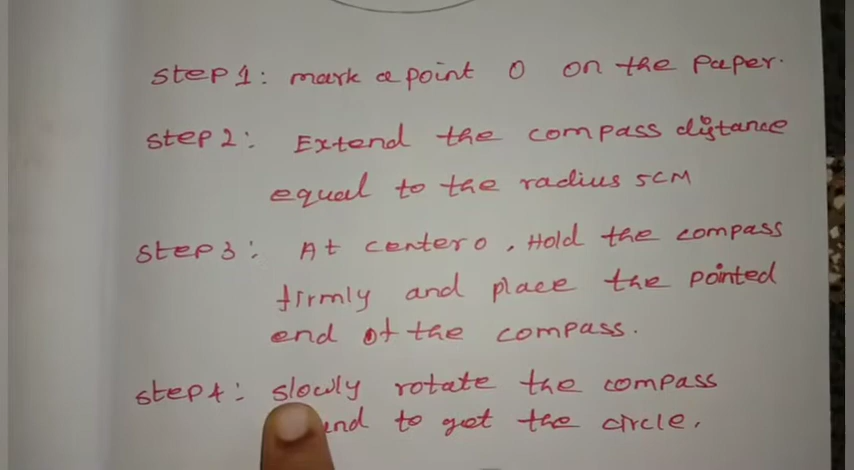 Step 1: mark a point O on the paper.
Step 2: Extend the compass distance
equal to the radius 5CM
Step 3: At center O, Hold the compass
firmly and place the pointed
end of the compass.
Step 4: slowly rotate the compass
to get the circle.